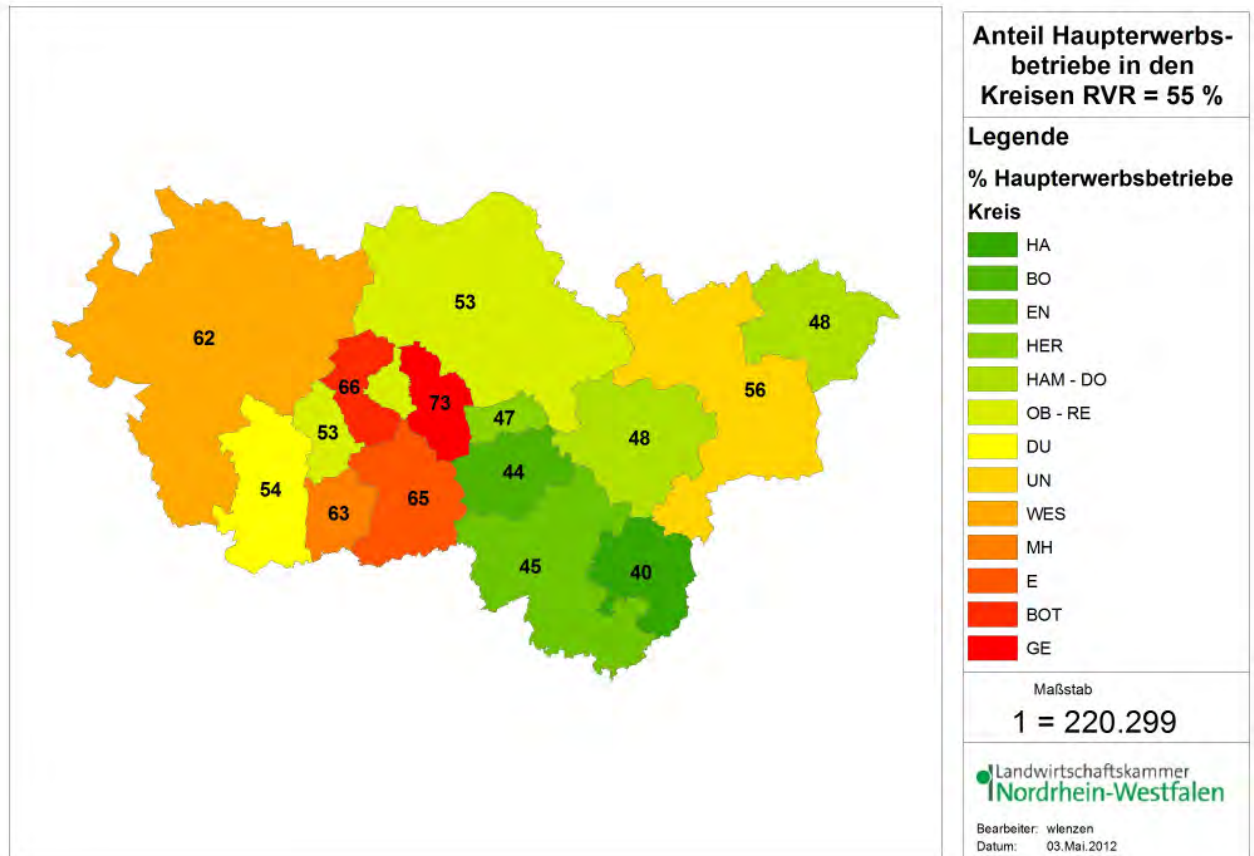 Anteil Haupterwerbs-
betriebe in den
Kreisen RVR = 55 %
Legende
% Haupterwerbsbetriebe
Kreis
HA
BO
EN
HER
HAM - DO
OB - RE
DU
UN
WES
MH
E
BOT
GE
Maßstab
1 = 220.299
Landwirtschaftskammer
Nordrhein-Westfalen
Bearbeiter: wlenzen
Datum: 03.Mai.2012
53
48
62
66
56
73
47
53
48
44
54
65
63
45
40